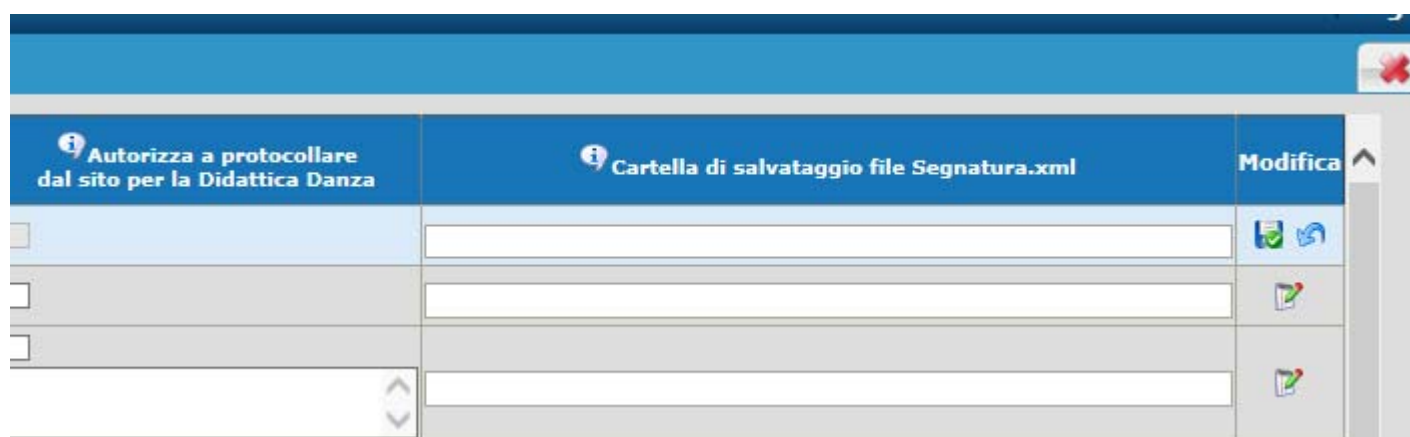 Autorizza a protocollare
dal sito per la Didattica Danza
Cartella di salvataggio file Segnatura.xml
Modifica